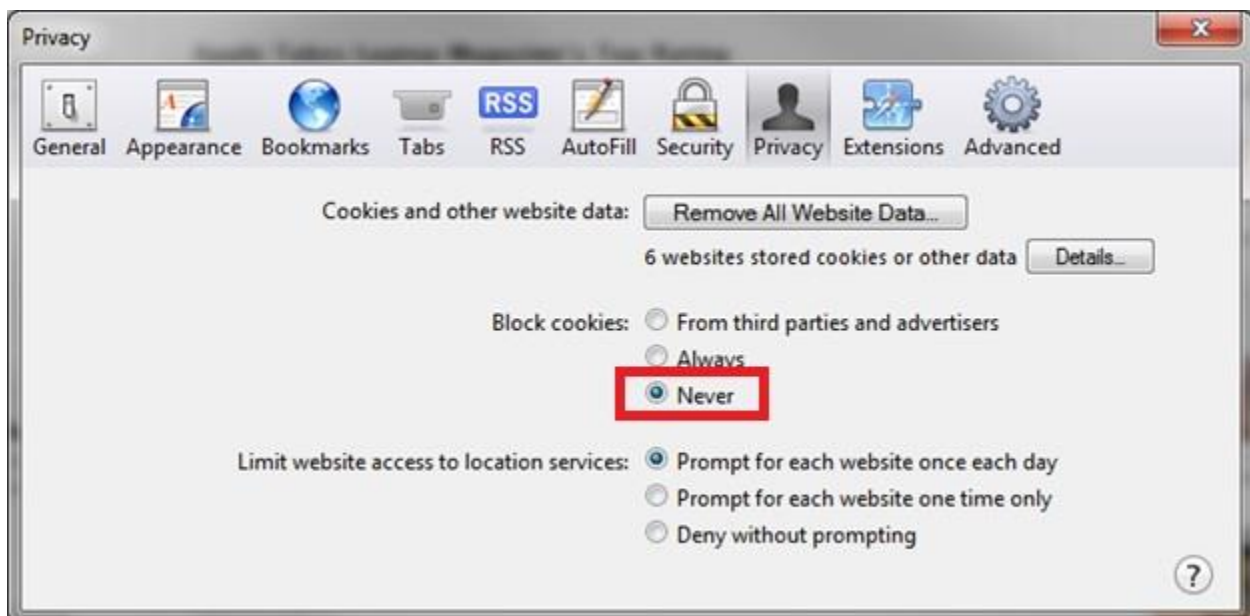 Privacy
RSS
General Appearance Bookmarks Tabs RSS AutoFill Security Privacy Extensions Advanced
Cookies and other website data: Remove All Website Data...
6 websites stored cookies or other data Details...
Block cookies: From third parties and advertisers
Always
Never
Limit website access to location services: Prompt for each website once each day
Prompt for each website one time only
Deny without prompting
?